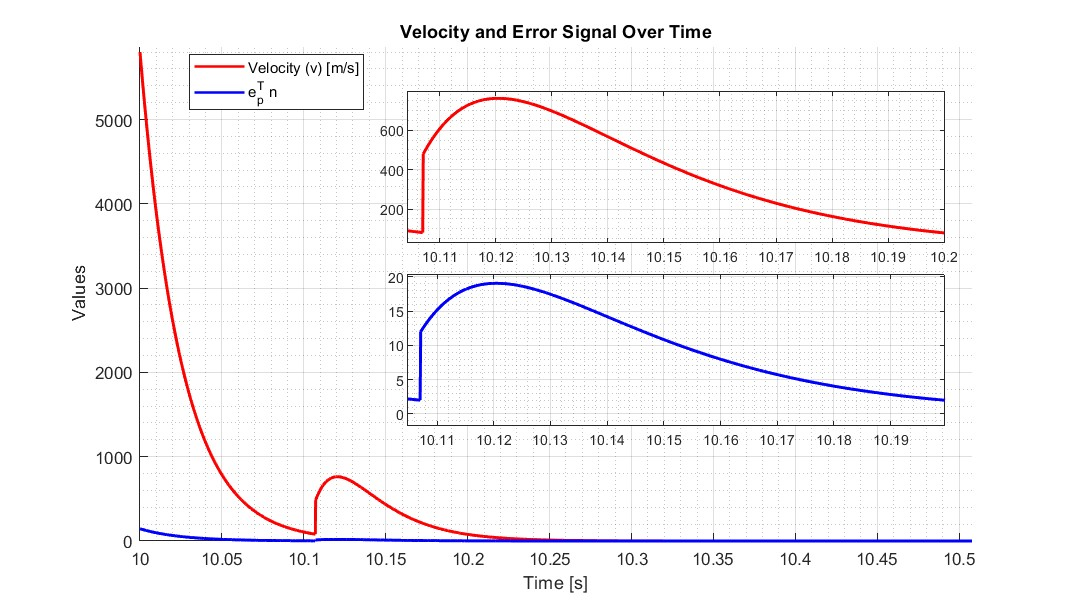 Velocity and Error Signal Over Time
Velocity (v) [m/s]
e_p^T n
Values
5000
4000
3000
2000
1000
0
600
400
200
10.11 10.12 10.13 10.14 10.15 10.16 10.17 10.18 10.19 10.2
20
15
10
5
0
10.11 10.12 10.13 10.14 10.15 10.16 10.17 10.18 10.19
10 10.05 10.1 10.15 10.2 10.25 10.3 10.35 10.4 10.45 10.5
Time [s]